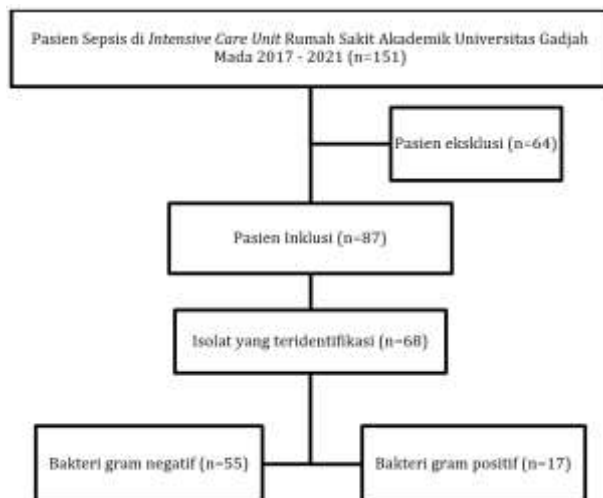 Pasien Sepsis di Intensive Care Unit Rumah Sakit Akademik Universitas Gadjah
Mada 2017 - 2021 (n=151)
Pasien eksklusi (n=64)
Pasien Inklusi (n=87)
Isolat yang teridentifikasi (n=68)
Bakteri gram negatif (n=55)
Bakteri gram positif (n=17)